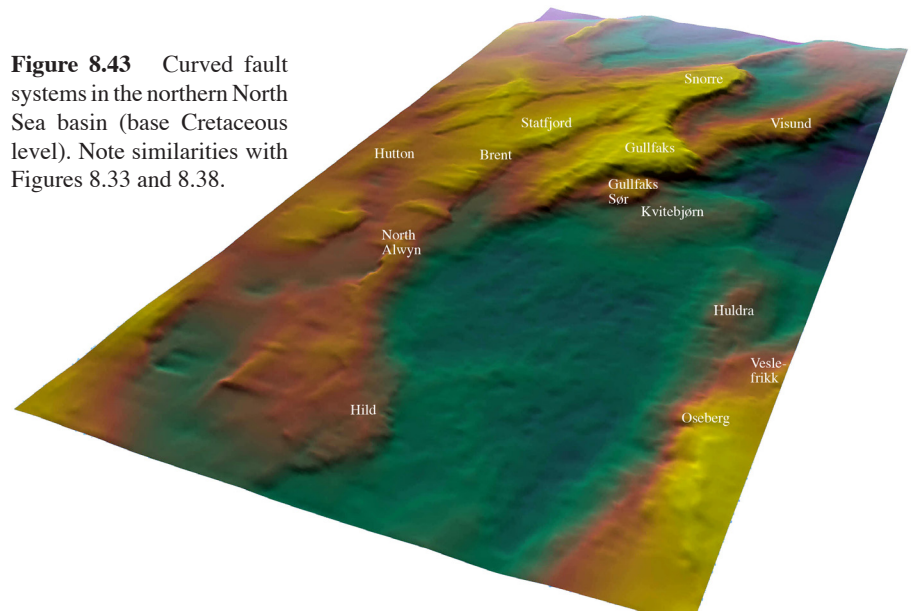 Figure 8.43 Curved fault
systems in the northern North
Sea basin (base Cretaceous
level). Note similarities with
Figures 8.33 and 8.38.
Snorre
Statfjord
Visund
Hutton
Brent
Gullfaks
Gullfaks
Sør
Kvitebjørn
North
Alwyn
Huldra
Vesle-
frikk
Hild
Oseberg